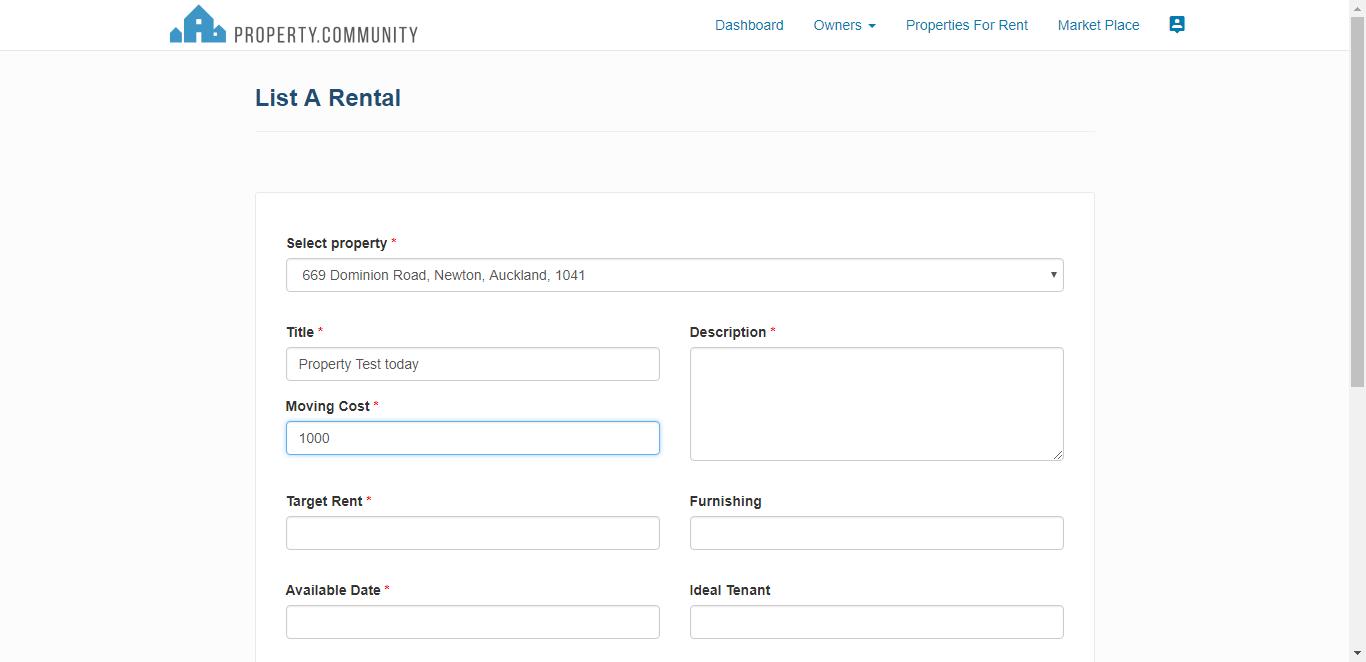 PROPERTY.COMMUNITY
Dashboard Owners Properties For Rent Market Place
List A Rental
Select property *
669 Dominion Road, Newton, Auckland, 1041
Title * Description *
Property Test today
Moving Cost *
1000
Target Rent * Furnishing
Available Date * Ideal Tenant